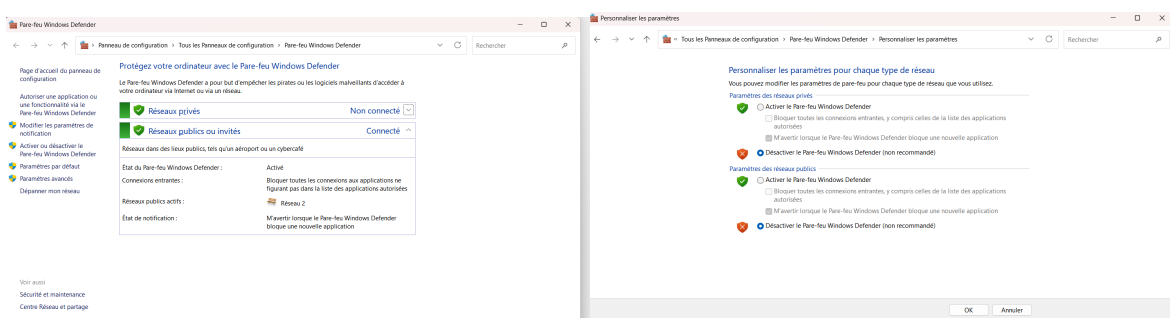 Pare-feu Windows Defender
Panneau de configuration > Tous les Panneaux de configuration > Pare-feu Windows Defender
Rechercher
Page d'accueil du panneau de
configuration
Autoriser une application ou
une fonctionnalité via le
Pare-feu Windows Defender
Modifier les paramètres de
notification
Activer ou désactiver le
Pare-feu Windows Defender
Paramètres par défaut
Paramètres avancés
Dépanner mon réseau
Voir aussi
Sécurité et maintenance
Centre Réseau et partage
Protégez votre ordinateur avec le Pare-feu Windows Defender
Le Pare-feu Windows Defender a pour but d'empêcher les pirates ou les logiciels malveillants d'accéder à
votre ordinateur via Internet ou via un réseau.
Réseaux privés Non connecté
Réseaux publics ou invités Connecté
Réseaux dans des lieux publics, tels qu'un aéroport ou un cybercafé
État du Pare-feu Windows Defender : Activé
Connexions entrantes : Bloquer toutes les connexions aux applications ne
figurant pas dans la liste des applications autorisées
Réseaux publics actifs : Réseau 2
État de notification : M'avertir lorsque le Pare-feu Windows Defender
bloque une nouvelle application
Personnaliser les paramètres
« Tous les Panneaux de configuration > Pare-feu Windows Defender > Personnaliser les paramètres
Rechercher
Personnaliser les paramètres pour chaque type de réseau
Vous pouvez modifier les paramètres de pare-feu pour chaque type de réseau que vous utilisez.
Paramètres des réseaux privés
Activer le Pare-feu Windows Defender
Bloquer toutes les connexions entrantes, y compris celles de la liste des applications
autorisées
M'avertir lorsque le Pare-feu Windows Defender bloque une nouvelle application
Désactiver le Pare-feu Windows Defender (non recommandé)
Paramètres des réseaux publics
Activer le Pare-feu Windows Defender
Bloquer toutes les connexions entrantes, y compris celles de la liste des applications
autorisées
M'avertir lorsque le Pare-feu Windows Defender bloque une nouvelle application
Désactiver le Pare-feu Windows Defender (non recommandé)
OK
Annuler